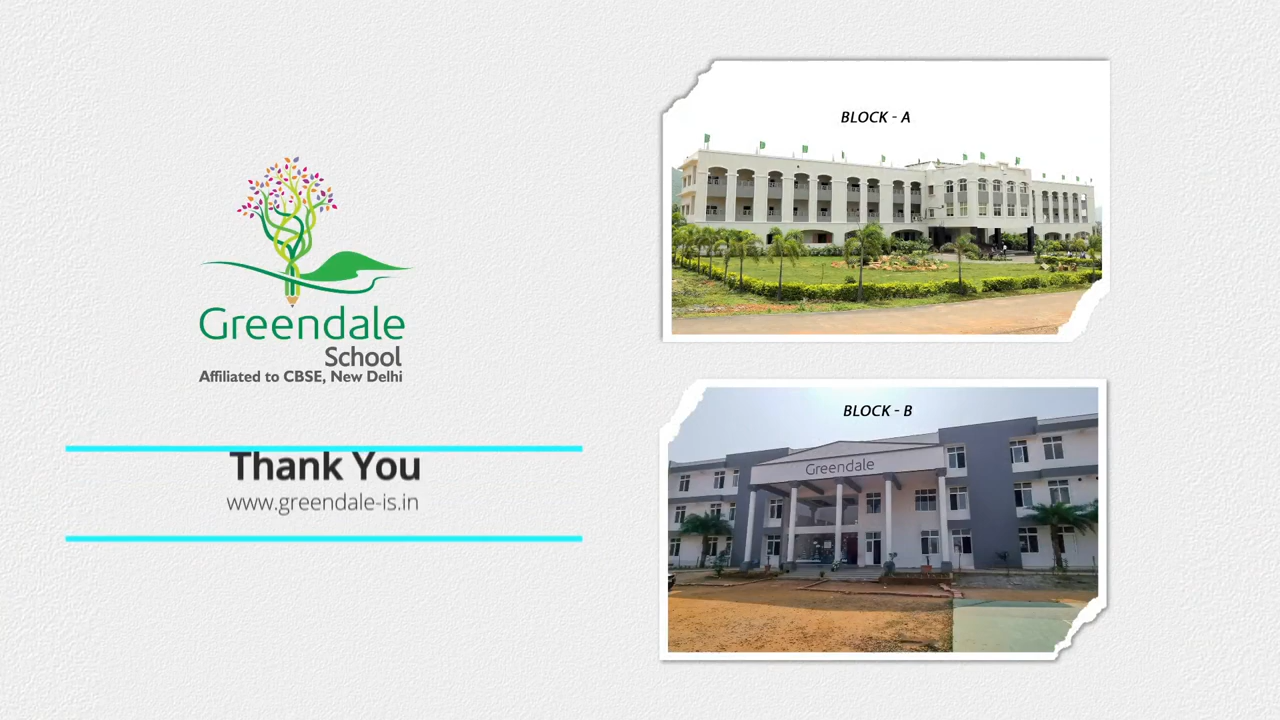 Greendale
School
Affiliated to CBSE, New Delhi
Thank You
www.greendale-is.in
BLOCK - A
BLOCK - B
Greendale